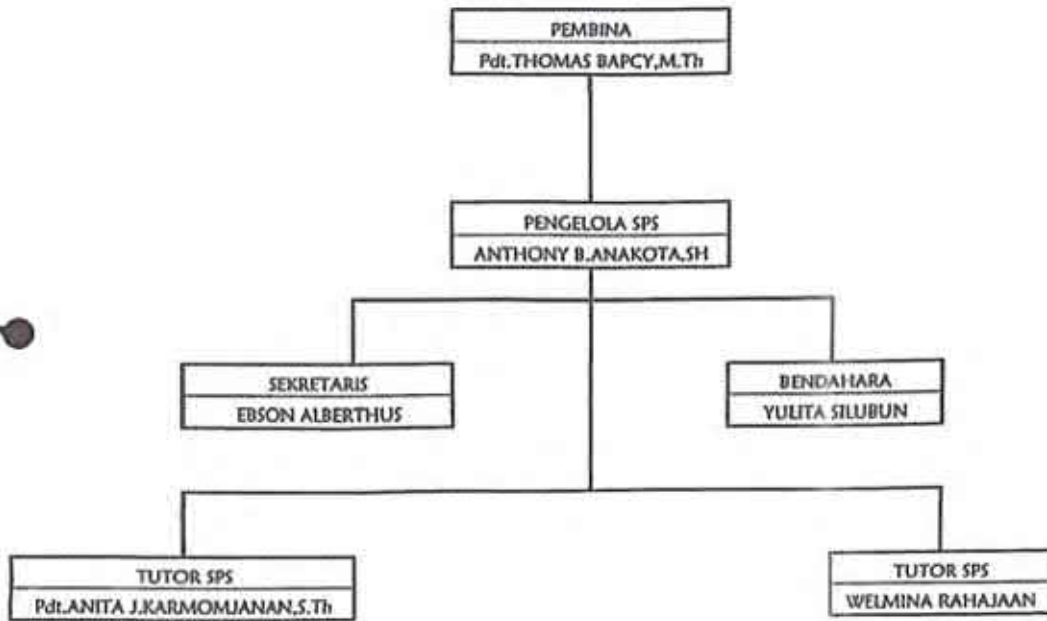 PEMBINA
Pdt.THOMAS BAPCY,M.Th
PENGELOLA SPS
ANTHONY B.ANAKOTA,SH
SEKRETARIS
EBSON ALBERTHUS
BENDAHARA
YULITA SILUBUN
TUTOR SPS
Pdt.ANITA J.KARMOMJANAN,S.Th
TUTOR SPS
WELMINA RAHAJAAN